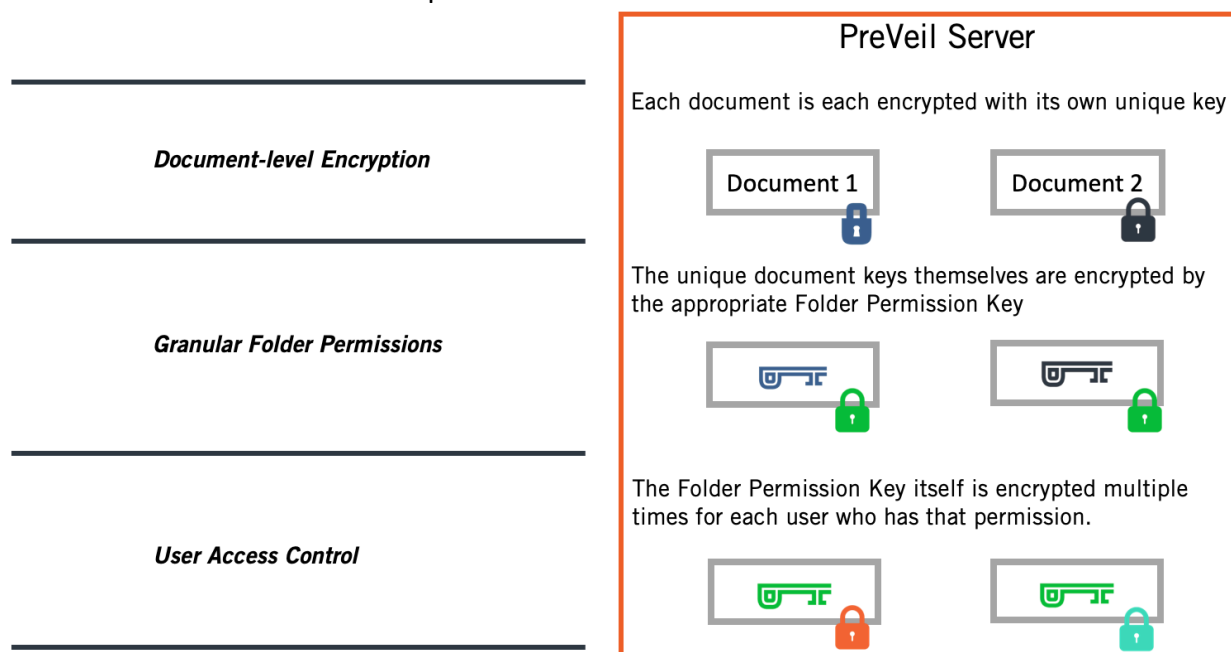 PreVeil Server
Each document is each encrypted with its own unique key
Document-level Encryption
Document 1
Document 2
The unique document keys themselves are encrypted by
the appropriate Folder Permission Key
Granular Folder Permissions
The Folder Permission Key itself is encrypted multiple
times for each user who has that permission.
User Access Control